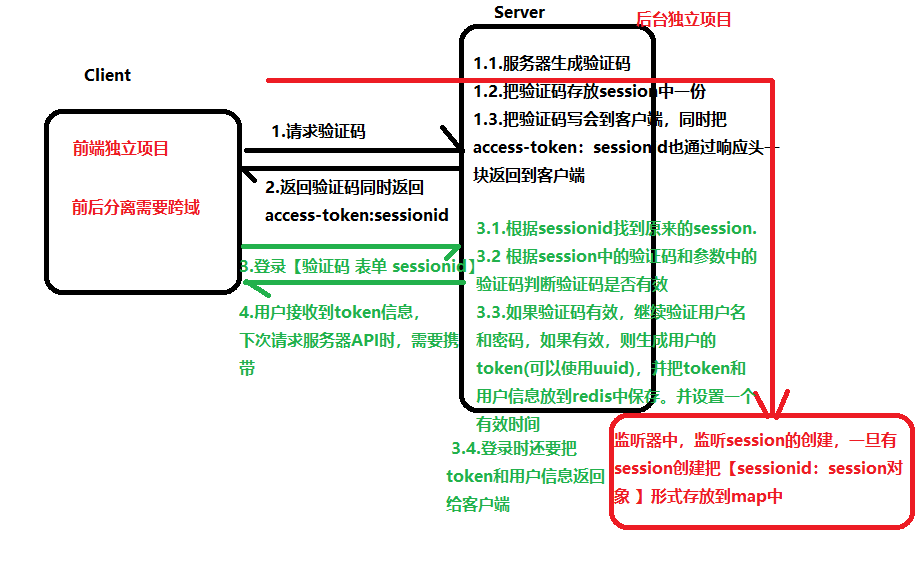 Server
后台独立项目
Client
1.1.服务器生成验证码
1.2.把验证码存放session中一份
1.3.把验证码写会到客户端，同时把
access-token：sessionid也通过响应头一
块返回到客户端
前端独立项目
前后分离需要跨域
1.请求验证码
2.返回验证码同时返回
access-token:sessionid
3.登录【验证码 表单 sessionid】
4.用户接收到token信息，
下次请求服务器API时，需要携
带
3.1.根据sessionid找到原来的session.
3.2 根据session中的验证码和参数中的
验证码判断验证码是否有效
3.3.如果验证码有效，继续验证用户名
和密码，如果有效，则生成用户的
token(可以使用uuid)，并把token和
用户信息放到redis中保存。并设置一个
有效时间
3.4.登录时还要把
token和用户信息返回
给客户端
监听器中，监听session的创建，一旦有
session创建把【sessionid：session对
象 】形式存放到map中